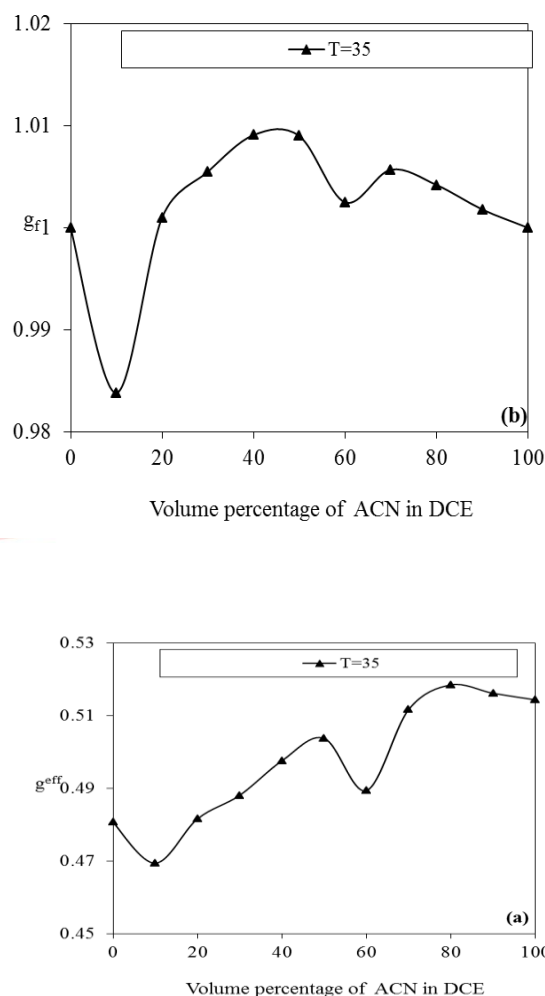 1.02
T=35
1.01
gf1
0.99
0.98
(b)
0 20 40 60 80 100
Volume percentage of ACN in DCE
0.53
T=35
0.51
geff0.49
0.47
0.45
(a)
0 20 40 60 80 100
Volume percentage of ACN in DCE